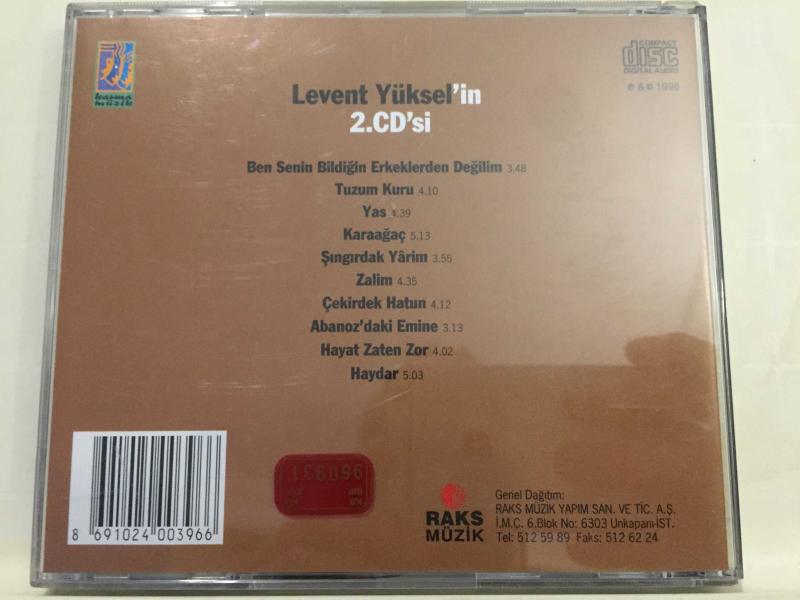 karma
müzik
COMPACT
disc
DIGITAL AUDIO
℗ & © 1995
Levent Yüksel'in
2.CD'si
Ben Senin Bildiğin Erkeklerden Değilim 3.48
Tuzum Kuru 4.10
Yas 4.39
Karaağaç 5.13
Şıngırdak Yârim 3.55
Zalim 4.35
Çekirdek Hatun 4.12
Abanoz'daki Emine 3.13
Hayat Zaten Zor 4.02
Haydar 5.03
8 691024 003966
960931
RAKS
MÜZİK
Genel Dağıtım:
RAKS MÜZİK YAPIM SAN. VE TİC. A.Ş.
İ.M.Ç. 6.Blok No: 6303 Unkapanı-İST.
Tel: 512 59 89 Faks: 512 62 24